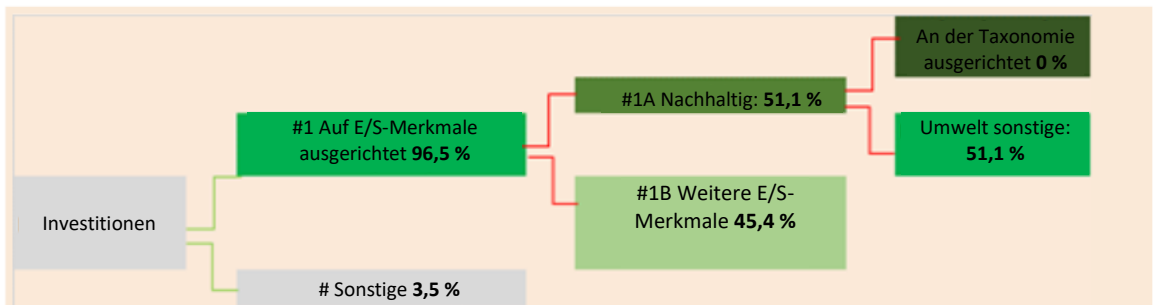 An der Taxonomie
ausgerichtet 0 %
#1A Nachhaltig: 51,1 %
#1 Auf E/S-Merkmale
ausgerichtet 96,5 %
Umwelt sonstige:
51,1 %
#1B Weitere E/S-
Merkmale 45,4 %
Investitionen
# Sonstige 3,5 %